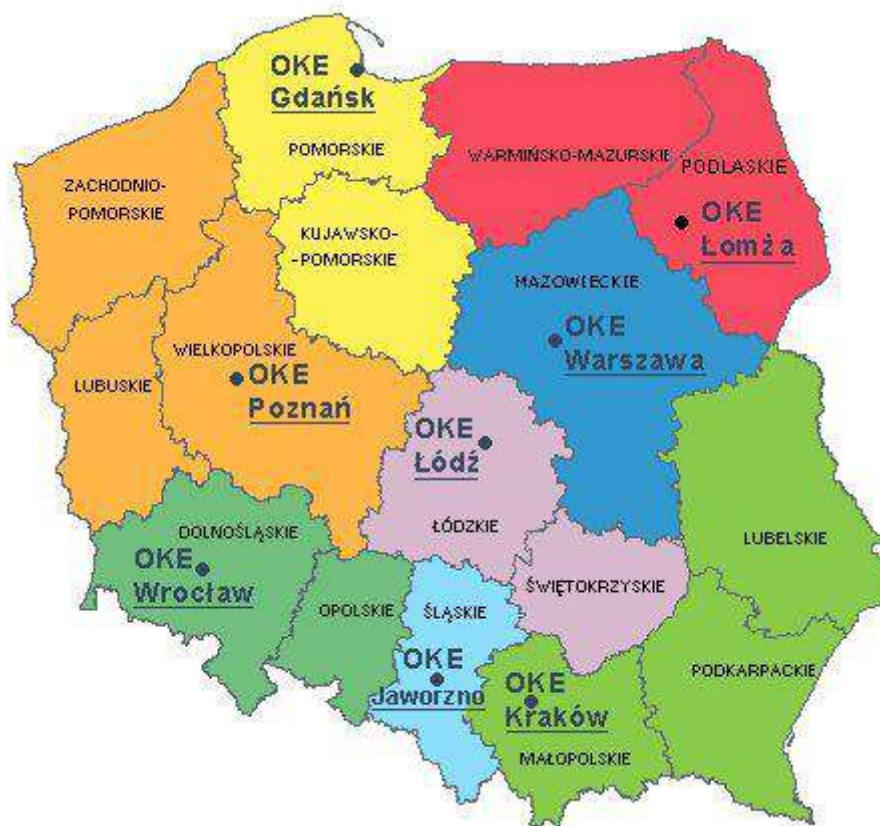 OKE
Gdańsk
POMORSKIE
WARMIŃSKO-MAZURSKIE
PODLASKIE
ZACHODNIO-
POMORSKIE
OKE
Łomża
KUJAWSKO-
-POMORSKIE
MAZOWIECKIE
OKE
Warszawa
WIELKOPOLSKIE
LUBUSKIE
OKE
Poznań
OKE
Łódź
ŁÓDZKIE
DOLNOŚLĄSKIE
LUBELSKIE
OKE
Wrocław
OPOLSKIE
ŚLĄSKIE
ŚWIĘTOKRZYSKIE
OKE
Jaworzno
OKE
Kraków
PODKARPACKIE
MAŁOPOLSKIE